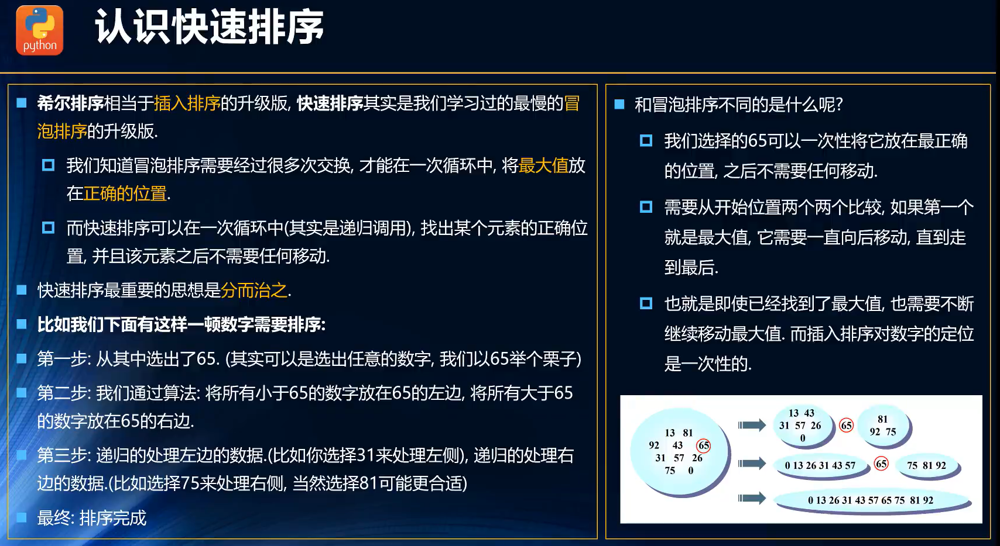 python
认识快速排序
希尔排序相当于插入排序的升级版, 快速排序其实是我们学习过的最慢的冒
泡排序的升级版.
我们知道冒泡排序需要经过很多次交换, 才能在一次循环中, 将最大值放
在正确的位置.
而快速排序可以在一次循环中(其实是递归调用), 找出某个元素的正确位
置, 并且该元素之后不需要任何移动.
快速排序最重要的思想是分而治之.
比如我们下面有这样一顿数字需要排序:
第一步: 从其中选出了65. (其实可以是选出任意的数字, 我们以65举个栗子)
第二步: 我们通过算法: 将所有小于65的数字放在65的左边, 将所有大于65
的数字放在65的右边.
第三步: 递归的处理左边的数据.(比如你选择31来处理左侧), 递归的处理右
边的数据.(比如选择75来处理右侧, 当然选择81可能更合适)
最终: 排序完成
和冒泡排序不同的是什么呢?
我们选择的65可以一次性将它放在最正确
的位置, 之后不需要任何移动.
需要从开始位置两个两个比较, 如果第一个
就是最大值, 它需要一直向后移动, 直到走
到最后.
也就是即使已经找到了最大值, 也需要不断
继续移动最大值. 而插入排序对数字的定位
是一次性的.
13 81
92 43 65
31 57 26
75 0
13 43
31 57 26
0
65
81
92 75
0 13 26 31 43 57
65
75 81 92
0 13 26 31 43 57 65 75 81 92